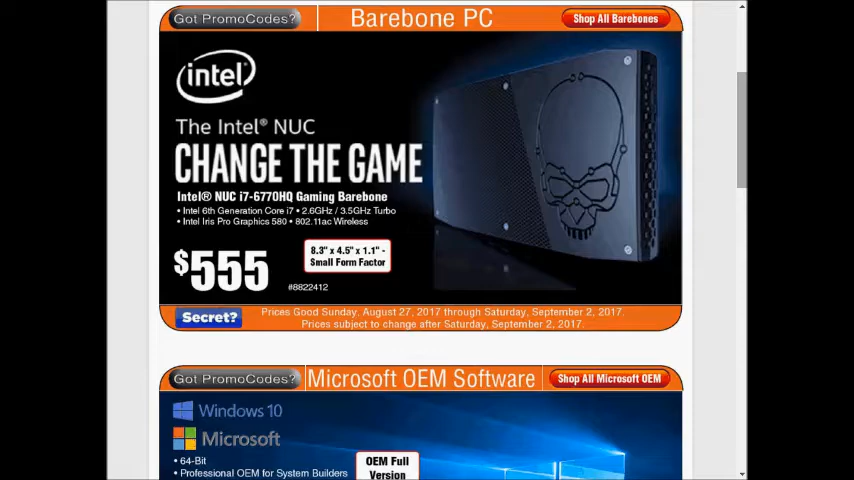 Got PromoCodes?
Barebone PC
Shop All Barebones
intel
The Intel® NUC
CHANGE THE GAME
Intel® NUC i7-6770HQ Gaming Barebone
• Intel 6th Generation Core i7 • 2.6GHz / 3.5GHz Turbo
• Intel Iris Pro Graphics 580 • 802.11ac Wireless
$555
8.3" x 4.5" x 1.1" -
Small Form Factor
#8822412
Secret?
Prices Good Sunday, August 27, 2017 through Saturday, September 2, 2017.
Prices subject to change after Saturday, September 2, 2017.
Got PromoCodes?
Microsoft OEM Software
Shop All Microsoft OEM
Windows 10
Microsoft
• 64-Bit
• Professional OEM for System Builders
OEM Full
Version